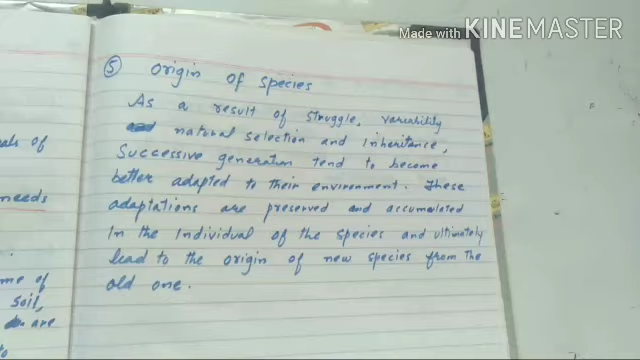 Made with KINEMASTER
⑤ Origin of Species
As a result of struggle, variability
natural selection and inheritance,
Successive generation tend to become
better adapted to their environment. These
adaptations are preserved and accumulated
In the individual of the species and ultimately
lead to the origin of new species from the
old one.
of
needs
me of
soil,
are
to